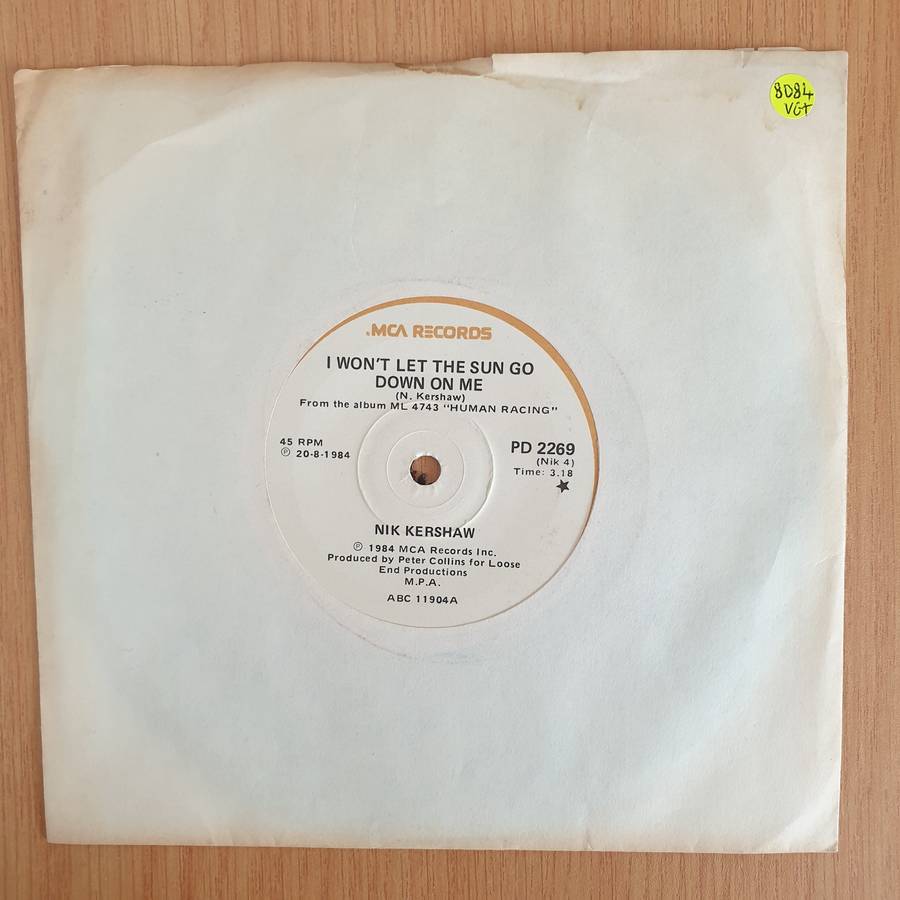 8D84
VG+
MCA RECORDS
I WON'T LET THE SUN GO
DOWN ON ME
(N. Kershaw)
From the album ML 4743 "HUMAN RACING"
45 RPM
Ⓟ 20-8-1984
PD 2269
(Nik 4)
Time: 3.18
★
NIK KERSHAW
Ⓟ 1984 MCA Records Inc.
Produced by Peter Collins for Loose
End Productions
M.P.A.
ABC 11904A